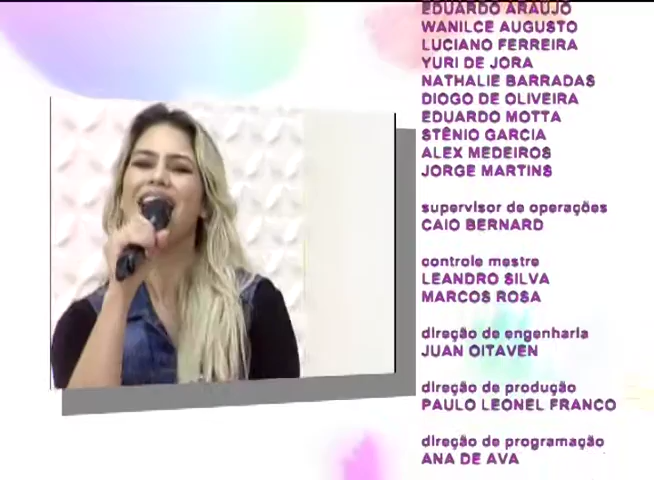 EDUARDO ARAÚJO
WANILCE AUGUSTO
LUCIANO FERREIRA
YURI DE JORA
NATHALIE BARRADAS
DIOGO DE OLIVEIRA
EDUARDO MOTTA
STÊNIO GARCIA
ALEX MEDEIROS
JORGE MARTINS
supervisor de operações
CAIO BERNARD
controle mestre
LEANDRO SILVA
MARCOS ROSA
direção de engenharia
JUAN OITAVEN
direção de produção
PAULO LEONEL FRANCO
direção de programação
ANA DE AVA